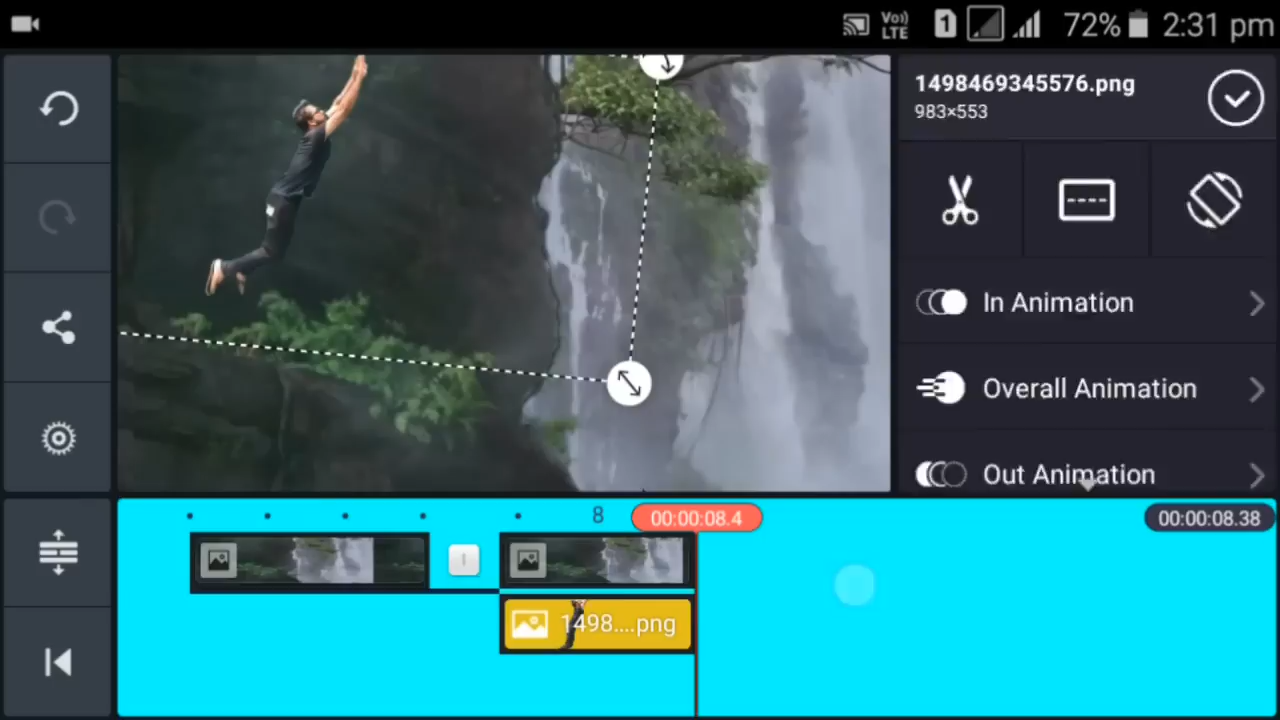 Vo))
LTE
1
72%
2:31 pm
1498469345576.png
983×553
In Animation
Overall Animation
Out Animation
8
00:00:08.4
00:00:08.38
1498....png